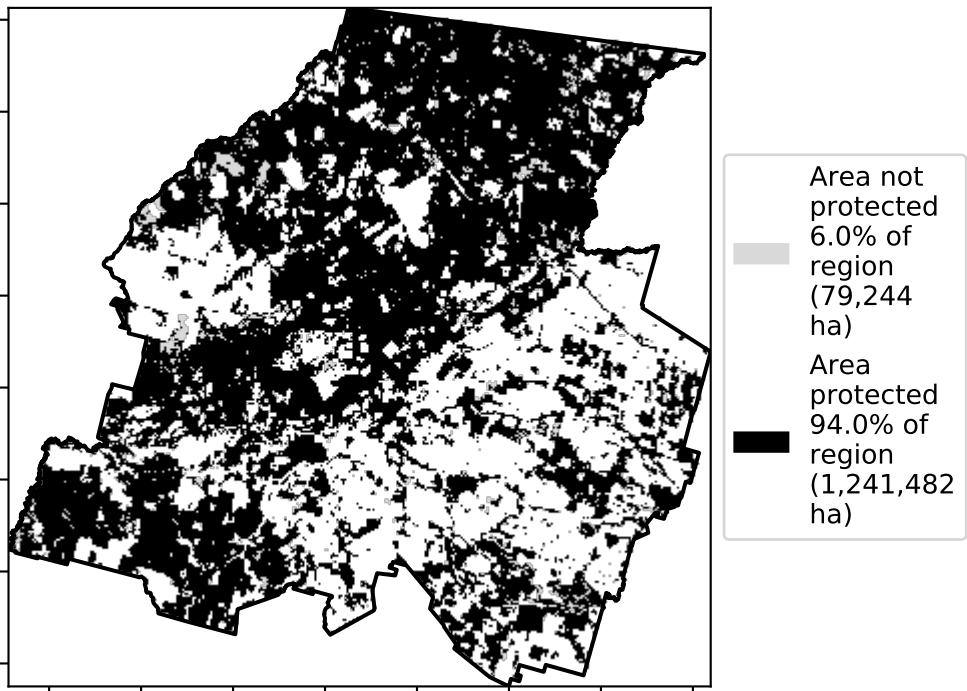 Area not
protected
6.0% of
region
(79,244
ha)
Area
protected
94.0% of
region
(1,241,482
ha)